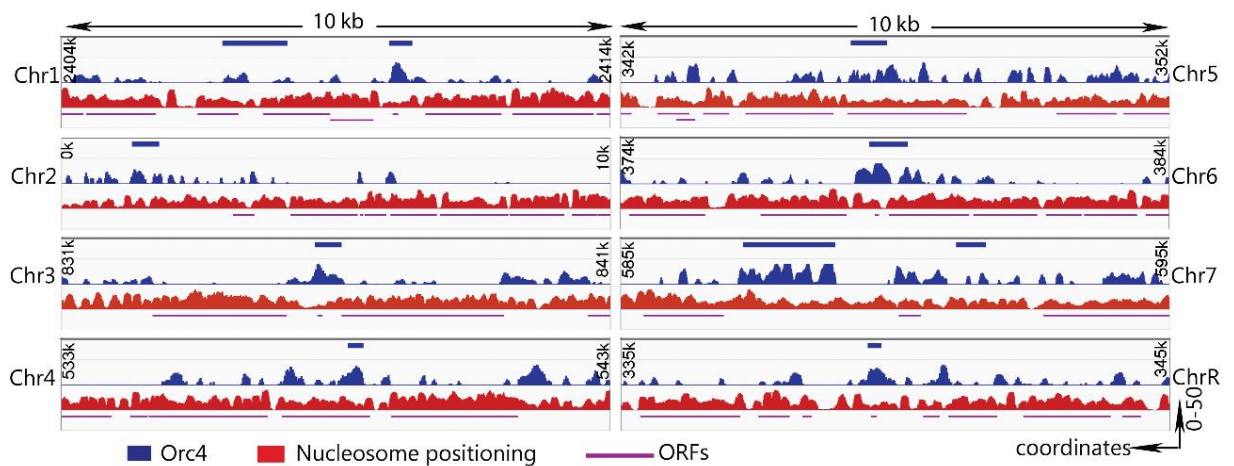 10 kb 10 kb
Chr1 2404k 2414k 342k 352k Chr5
Chr2 0k 10k 374k 384k Chr6
Chr3 831k 841k 585k 595k Chr7
Chr4 533k 543k 335k 345k ChrR
0-50
coordinates
Orc4 Nucleosome positioning ORFs